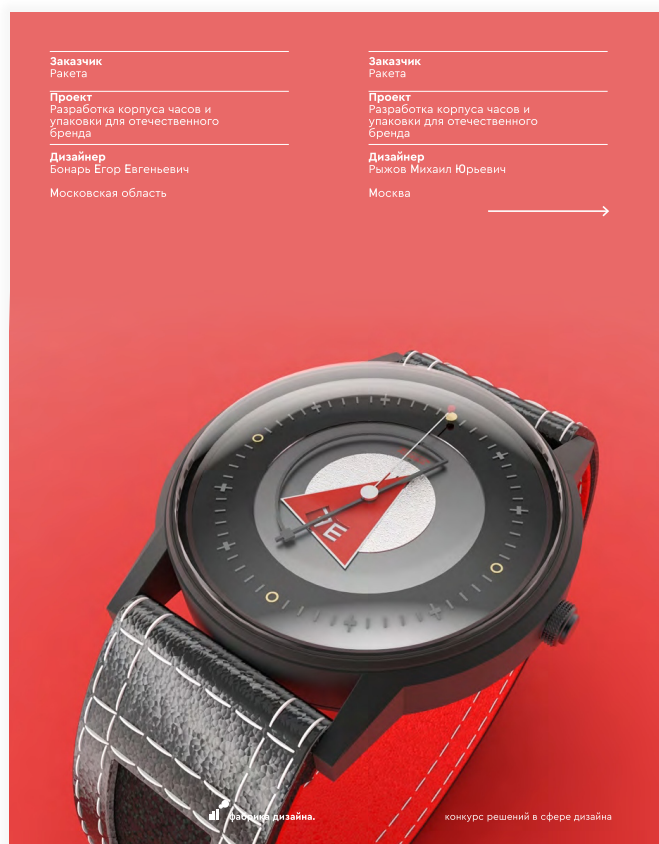 Заказчик
Ракета
Проект
Разработка корпуса часов и
упаковки для отечественного
бренда
Дизайнер
Бонарь Егор Евгеньевич
Московская область
Заказчик
Ракета
Проект
Разработка корпуса часов и
упаковки для отечественного
бренда
Дизайнер
Рыжов Михаил Юрьевич
Москва
фабрика дизайна.
конкурс решений в сфере дизайна